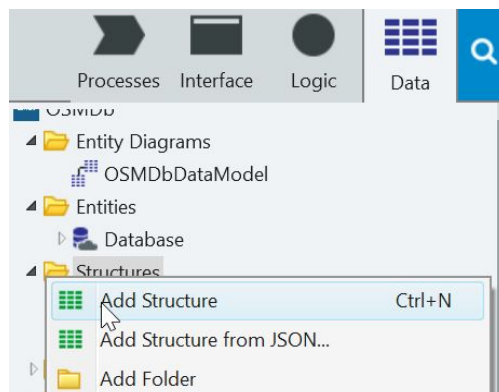 Processes Interface Logic Data
OSMDb
Entity Diagrams
OSMDbDataModel
Entities
Database
Structures
Add Structure Ctrl+N
Add Structure from JSON...
Add Folder